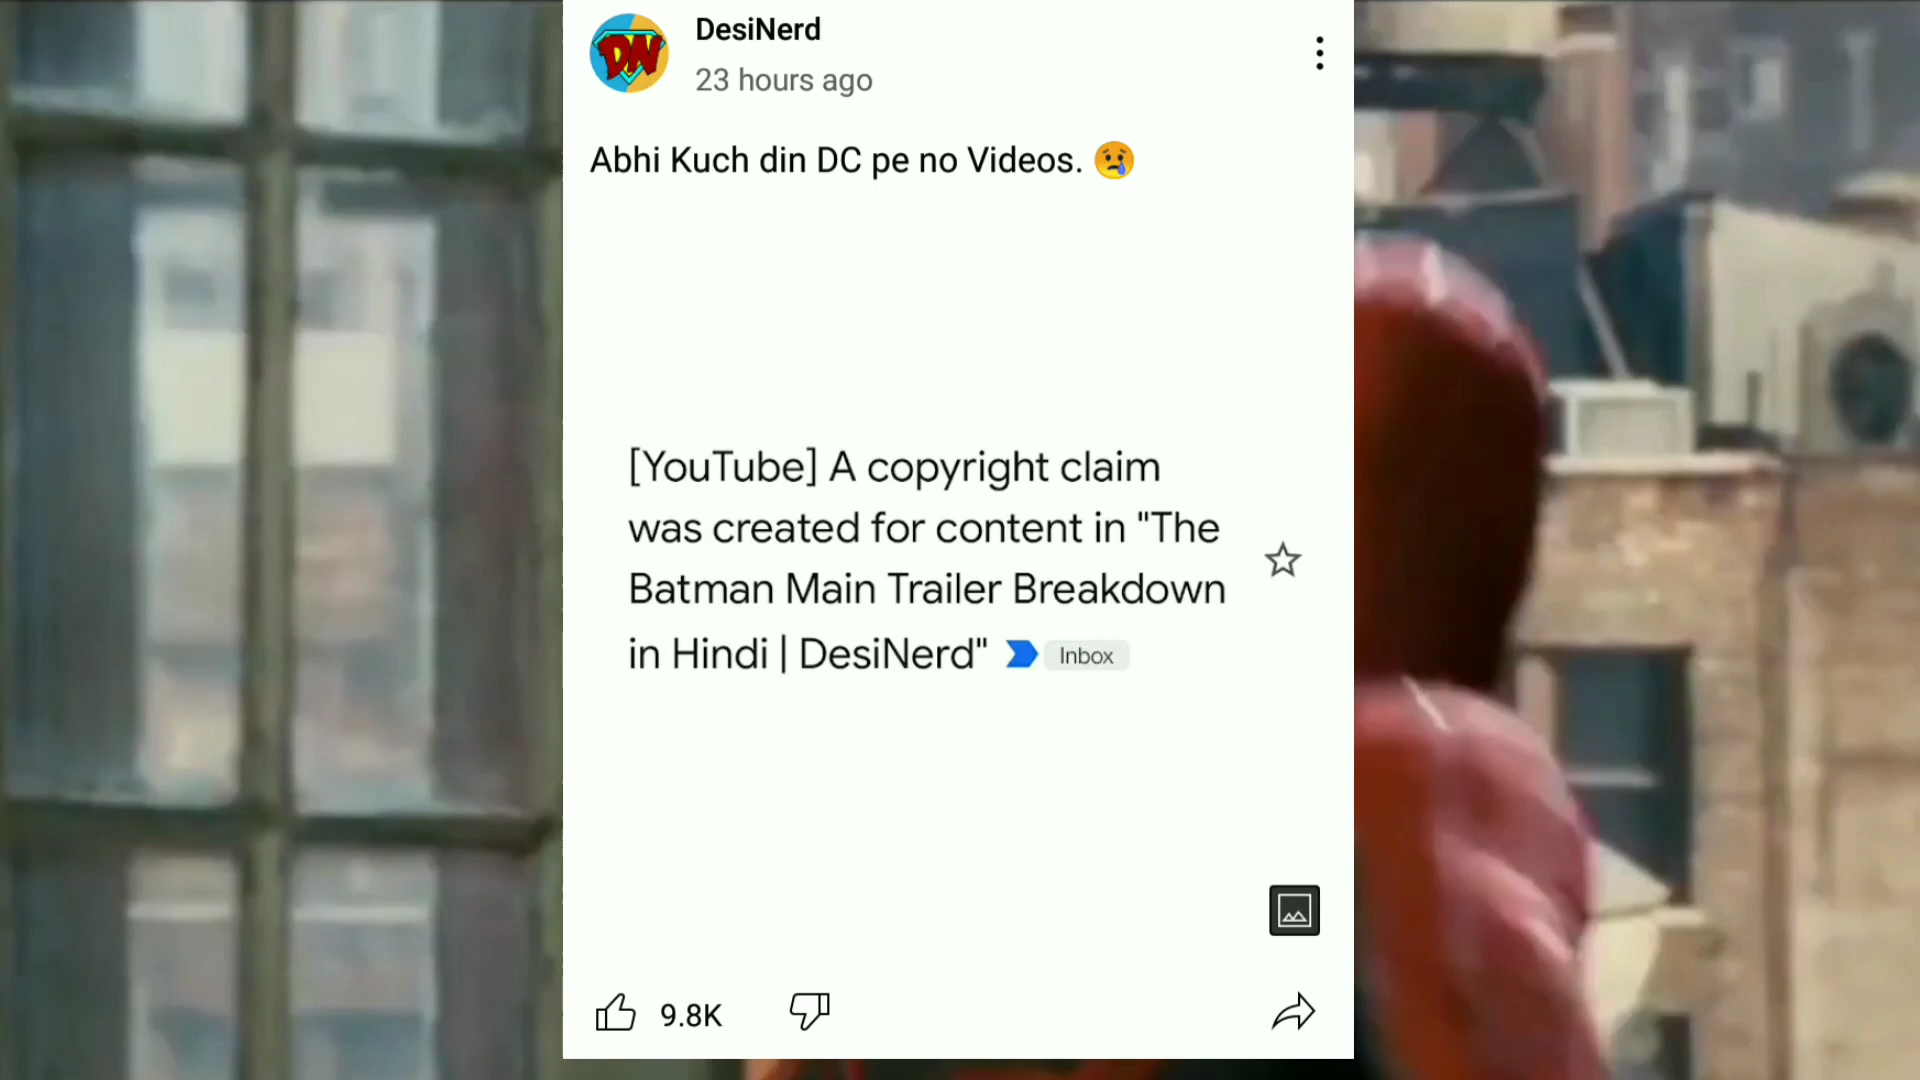 DN
DesiNerd
23 hours ago
Abhi Kuch din DC pe no Videos. 😢
[YouTube] A copyright claim
was created for content in "The
Batman Main Trailer Breakdown
in Hindi | DesiNerd" Inbox
9.8K